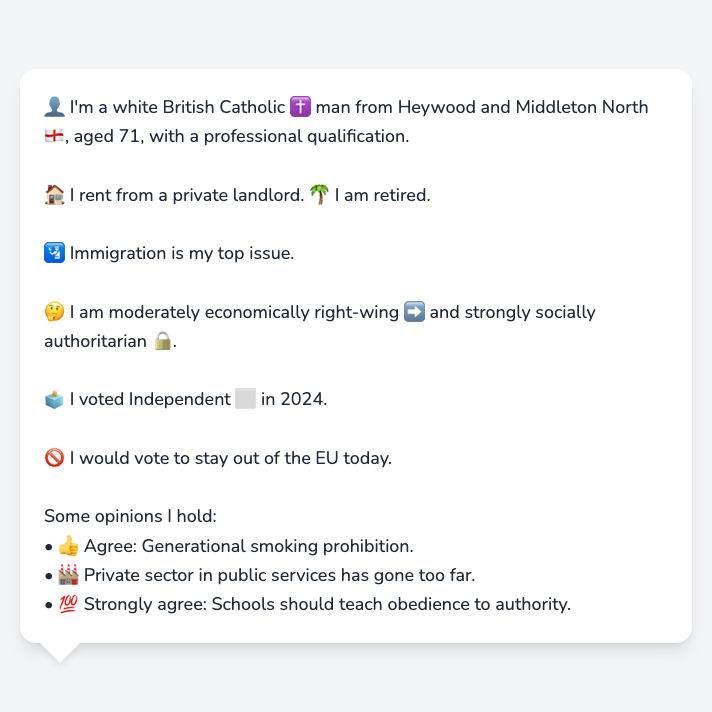 👤 I'm a white British Catholic ✝️ man from Heywood and Middleton North
🏴󠁧󠁢󠁥󠁮󠁧󠁿, aged 71, with a professional qualification.
🏠 I rent from a private landlord. 🌴 I am retired.
🛂 Immigration is my top issue.
🤔 I am moderately economically right-wing ➡️ and strongly socially
authoritarian 🔒.
🗳️ I voted Independent ⬜ in 2024.
🚫 I would vote to stay out of the EU today.
Some opinions I hold:
• 👍 Agree: Generational smoking prohibition.
• 🏭 Private sector in public services has gone too far.
• 💯 Strongly agree: Schools should teach obedience to authority.